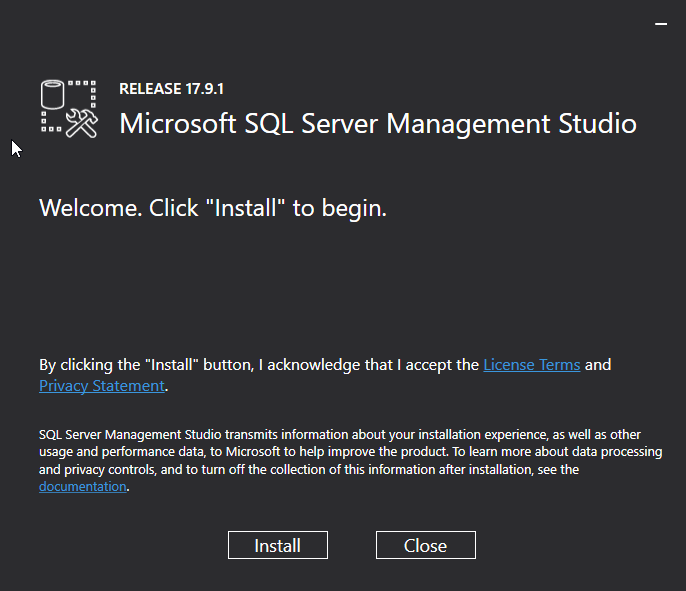 RELEASE 17.9.1
Microsoft SQL Server Management Studio
Welcome. Click "Install" to begin.
By clicking the "Install" button, I acknowledge that I accept the License Terms and
Privacy Statement.
SQL Server Management Studio transmits information about your installation experience, as well as other
usage and performance data, to Microsoft to help improve the product. To learn more about data processing
and privacy controls, and to turn off the collection of this information after installation, see the
documentation.
Install
Close